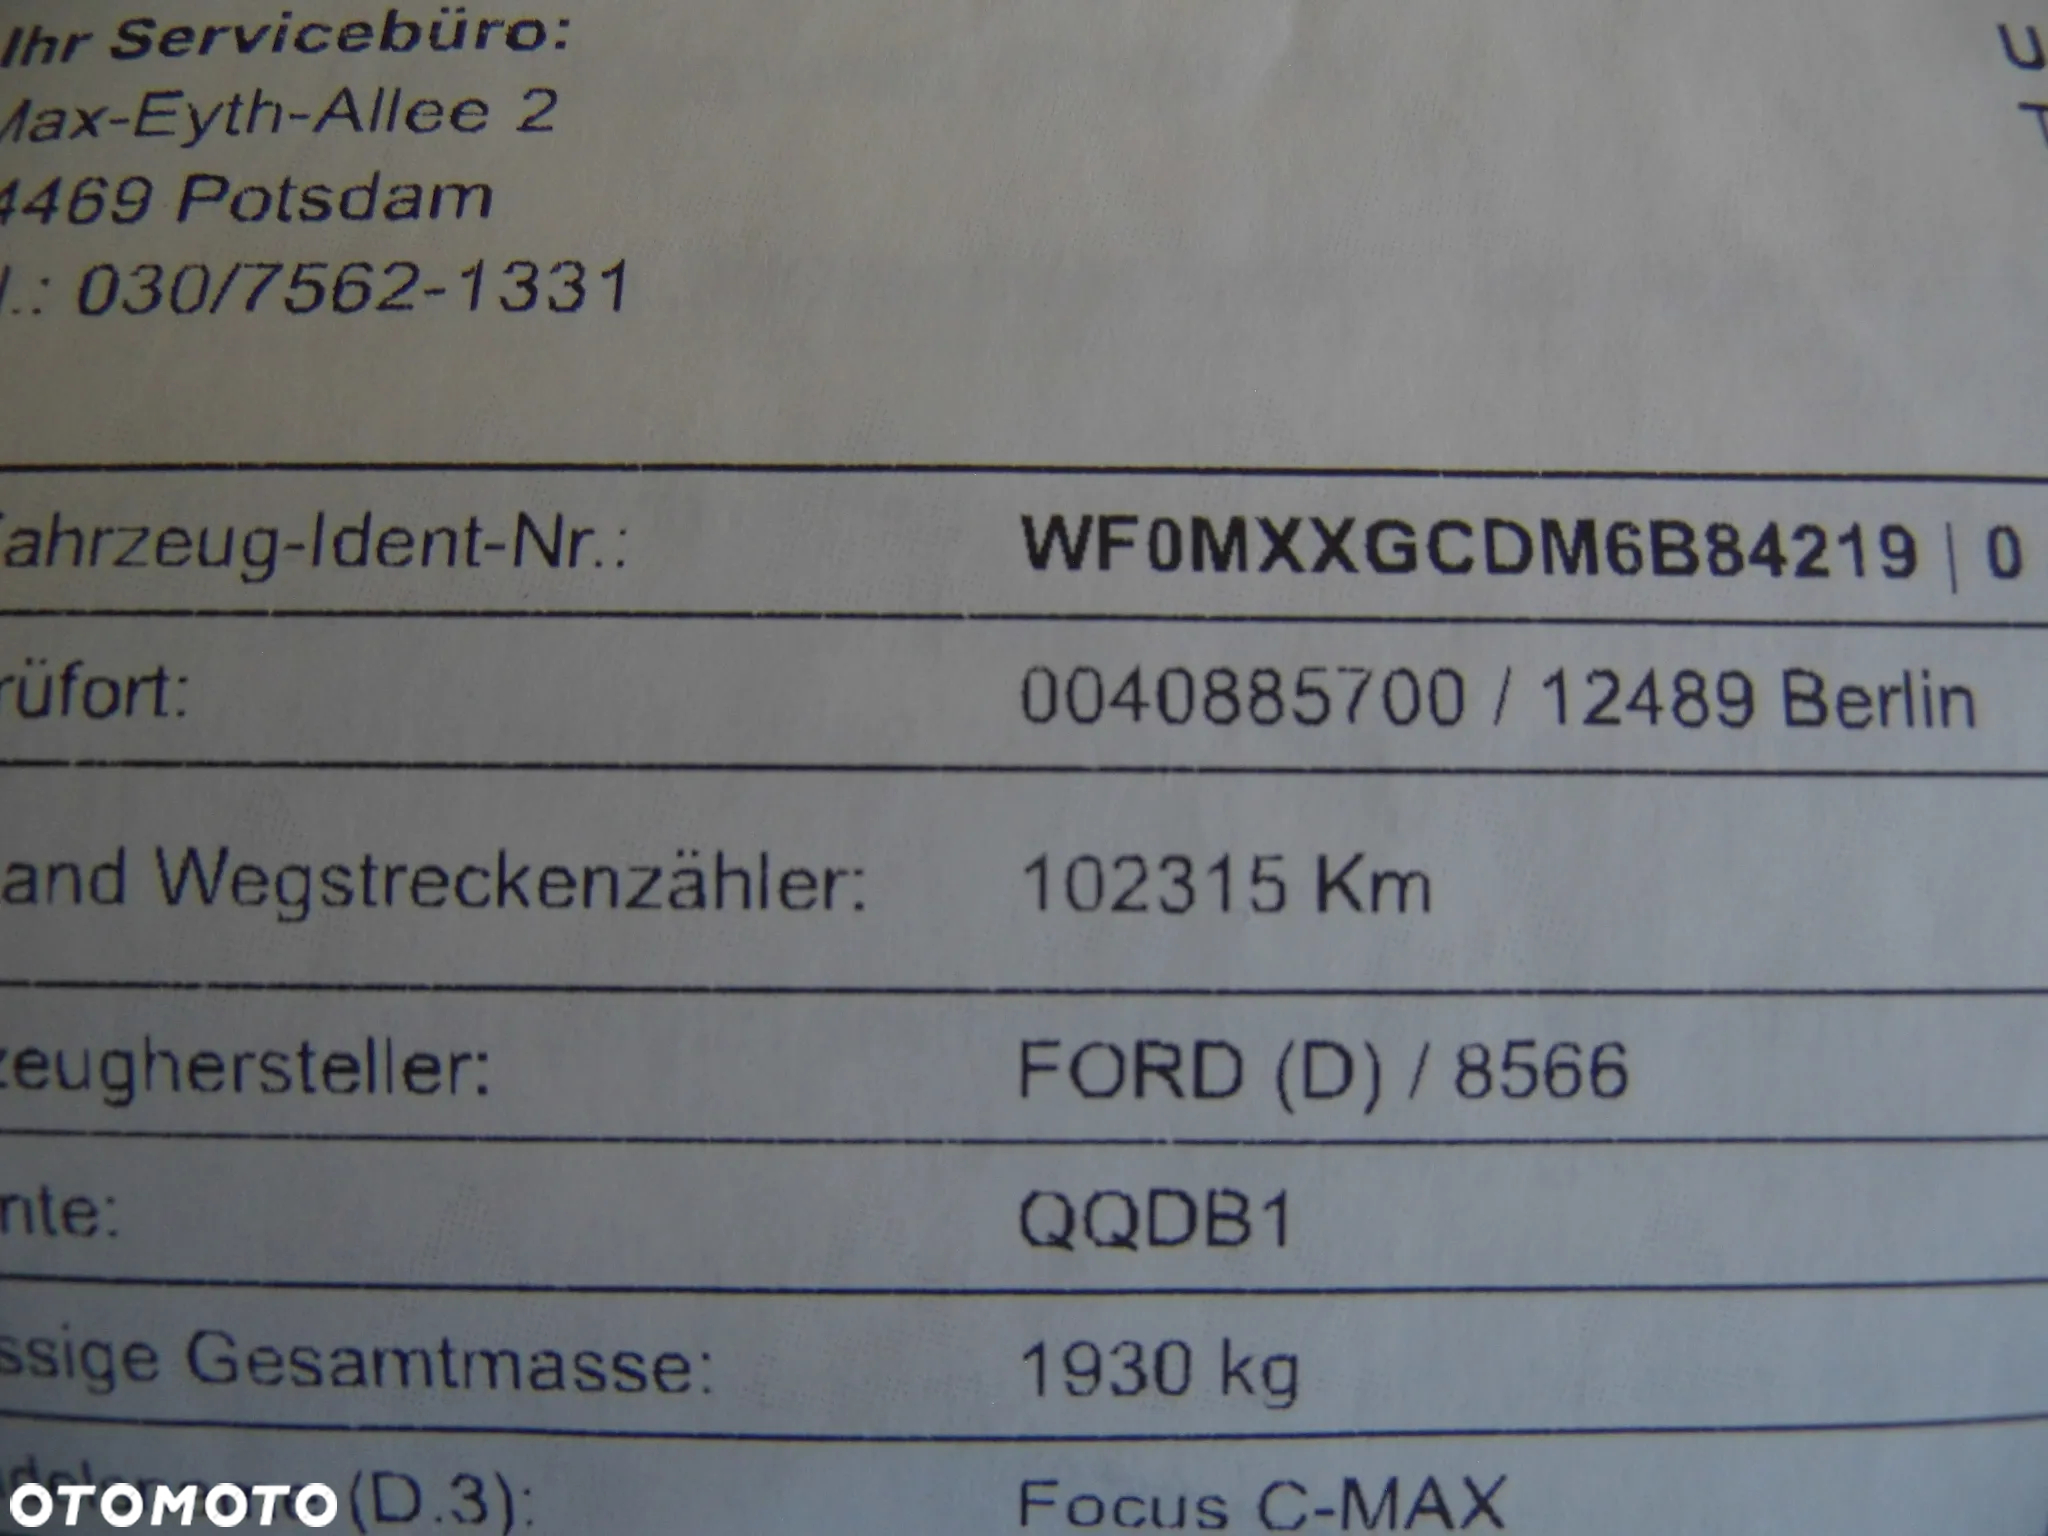 Ihr Servicebüro:
Max-Eyth-Allee 2
4469 Potsdam
l.: 030/7562-1331
Fahrzeug-Ident-Nr.: WF0MXXGCDM6B84219 | 0
rüfort: 0040885700 / 12489 Berlin
and Wegstreckenzähler: 102315 Km
zeughersteller: FORD (D) / 8566
nte: QQDB1
ssige Gesamtmasse: 1930 kg
(D.3): Focus C-MAX
OTOMOTO